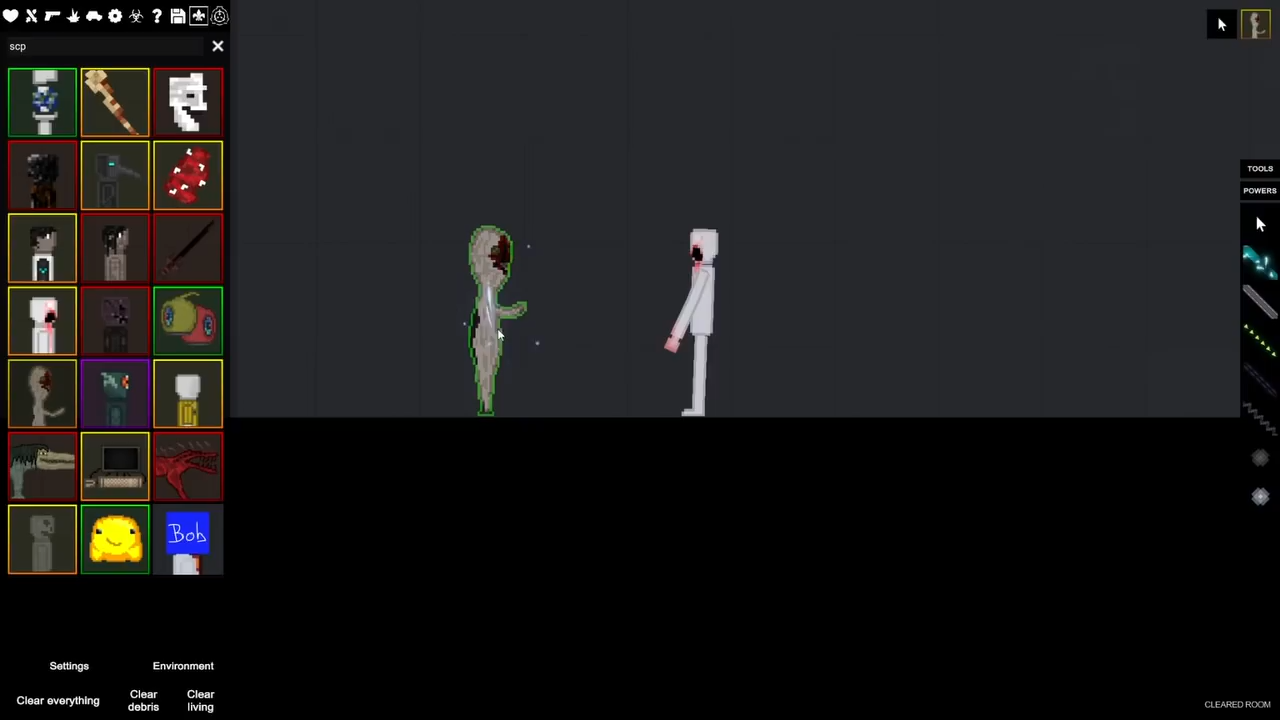 scp
TOOLS
POWERS
Bob
Settings
Environment
Clear everything
Clear
debris
Clear
living
CLEARED ROOM